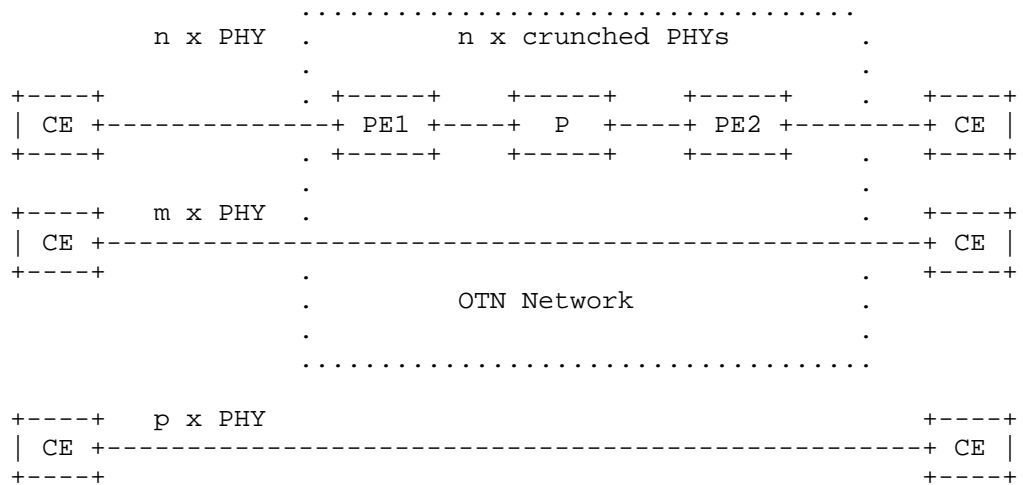 n x PHY n x crunched PHYs
CE PE1 P PE2 CE
m x PHY
CE CE
OTN Network
p x PHY
CE CE